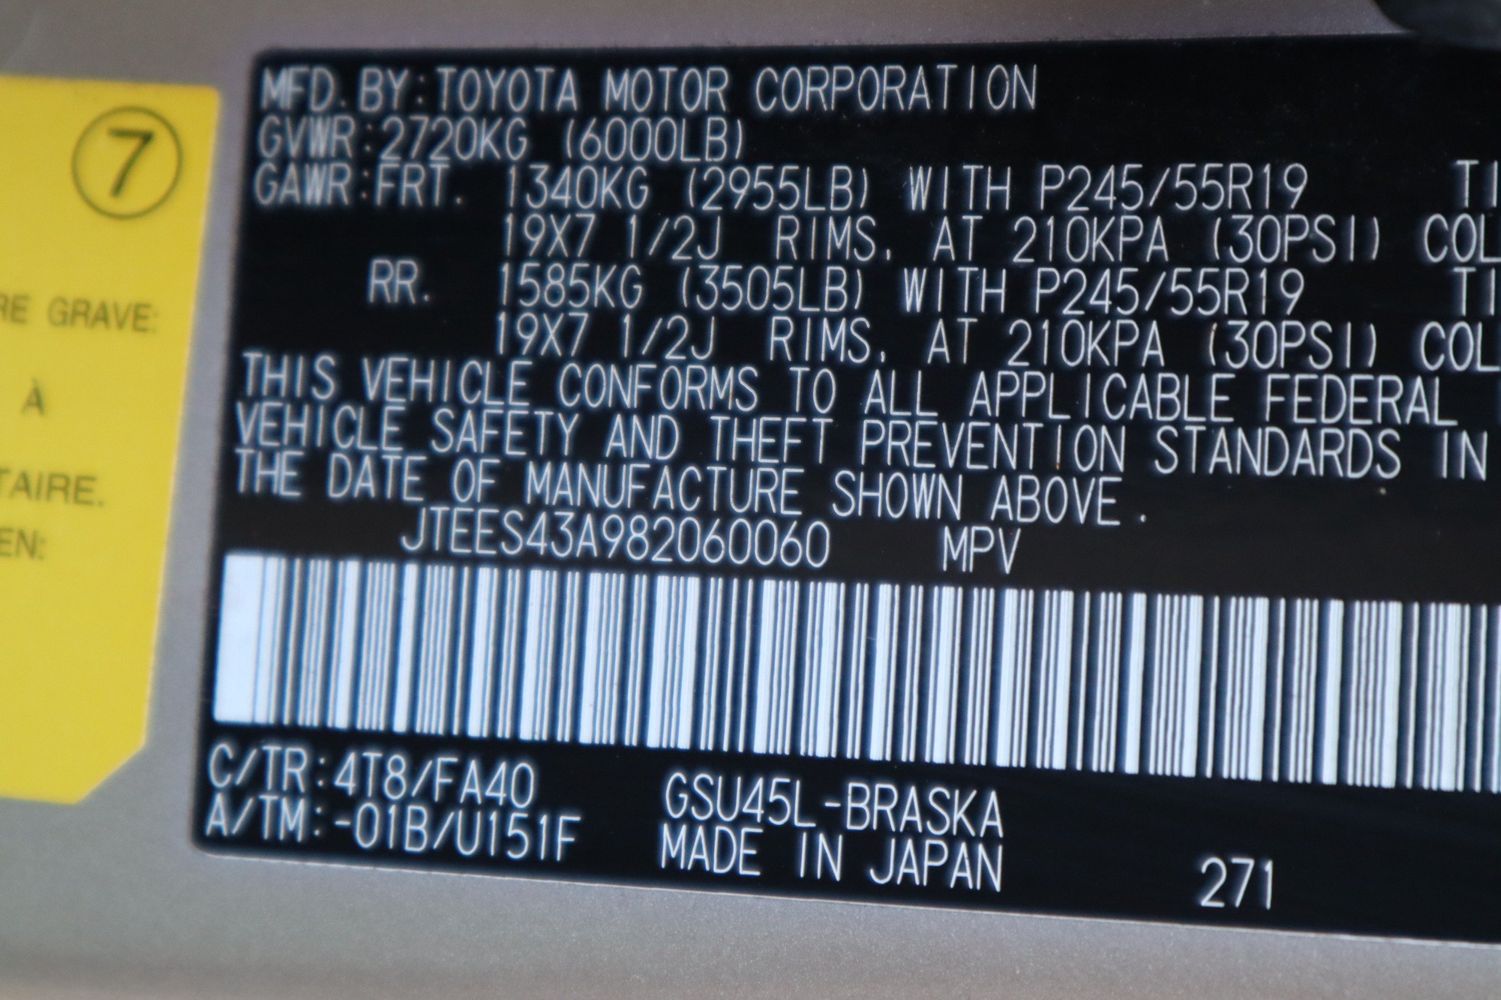 7
RE GRAVE:
À
TAIRE.
EN:
MFD. BY: TOYOTA MOTOR CORPORATION
GVWR: 2720KG (6000LB)
GAWR: FRT. 1340KG (2955LB) WITH P245/55R19 TI
19X7 1/2J RIMS, AT 210KPA (30PSI) COL
RR. 1585KG (3505LB) WITH P245/55R19 TI
19X7 1/2J RIMS, AT 210KPA (30PSI) COL
THIS VEHICLE CONFORMS TO ALL APPLICABLE FEDERAL
VEHICLE SAFETY AND THEFT PREVENTION STANDARDS IN
THE DATE OF MANUFACTURE SHOWN ABOVE.
JTEES43A982060060 MPV
C/TR: 4T8/FA40 GSU45L-BRASKA
A/TM: -01B/U151F MADE IN JAPAN 271